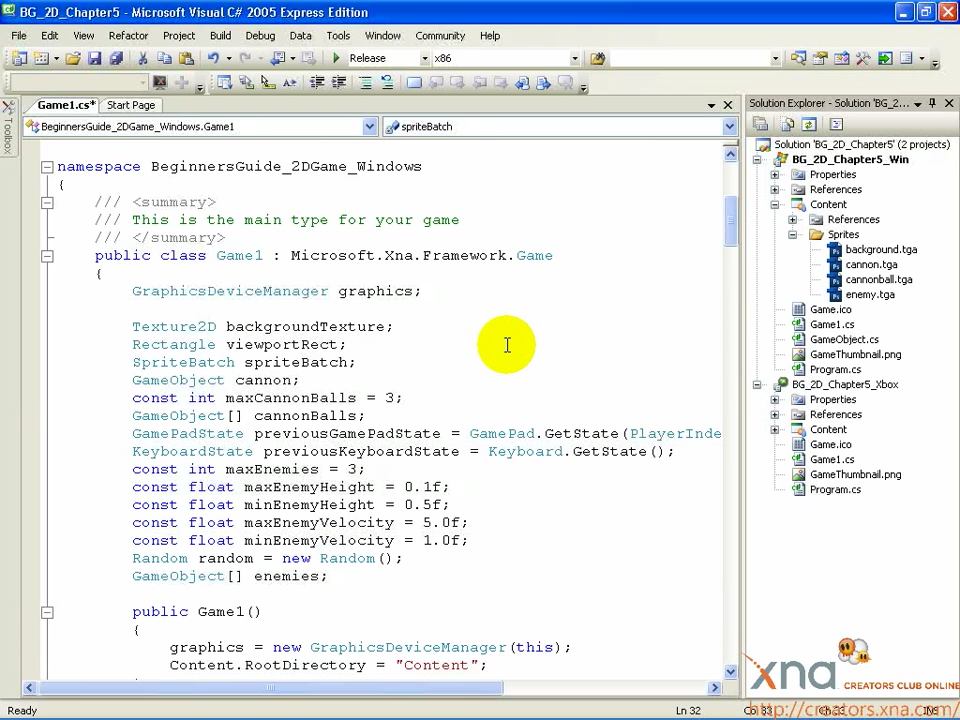 BG_2D_Chapter5 - Microsoft Visual C# 2005 Express Edition
File Edit View Refactor Project Build Debug Data Tools Window Community Help
Release x86
Game1.cs* Start Page
BeginnersGuide_2DGame_Windows.Game1 spriteBatch
Toolbox
namespace BeginnersGuide_2DGame_Windows
{
/// <summary>
/// This is the main type for your game
/// </summary>
public class Game1 : Microsoft.Xna.Framework.Game
{
GraphicsDeviceManager graphics;
Texture2D backgroundTexture;
Rectangle viewportRect;
SpriteBatch spriteBatch;
GameObject cannon;
const int maxCannonBalls = 3;
GameObject[] cannonBalls;
GamePadState previousGamePadState = GamePad.GetState(PlayerInde
KeyboardState previousKeyboardState = Keyboard.GetState();
const int maxEnemies = 3;
const float maxEnemyHeight = 0.1f;
const float minEnemyHeight = 0.5f;
const float maxEnemyVelocity = 5.0f;
const float minEnemyVelocity = 1.0f;
Random random = new Random();
GameObject[] enemies;
public Game1()
{
graphics = new GraphicsDeviceManager(this);
Content.RootDirectory = "Content";
Solution Explorer - Solution 'BG_2...
Solution 'BG_2D_Chapter5' (2 projects)
BG_2D_Chapter5_Win
Properties
References
Content
References
Sprites
background.tga
cannon.tga
cannonball.tga
enemy.tga
Game.ico
Game1.cs
GameObject.cs
GameThumbnail.png
Program.cs
BG_2D_Chapter5_Xbox
Properties
References
Content
Game.ico
Game1.cs
GameThumbnail.png
Program.cs
xna CREATORS CLUB ONLINE
http://creators.xna.com/
Ready Ln 32